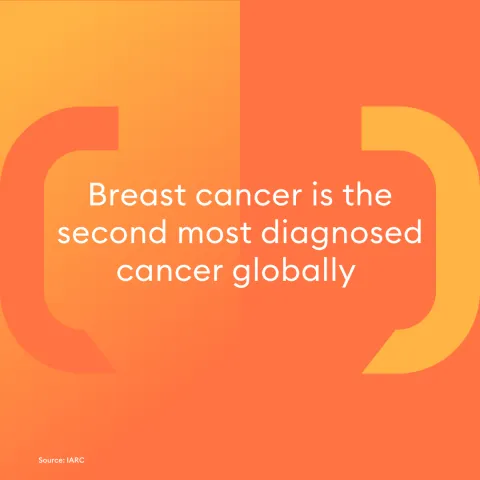 Breast cancer is the
second most diagnosed
cancer globally
Source: IARC